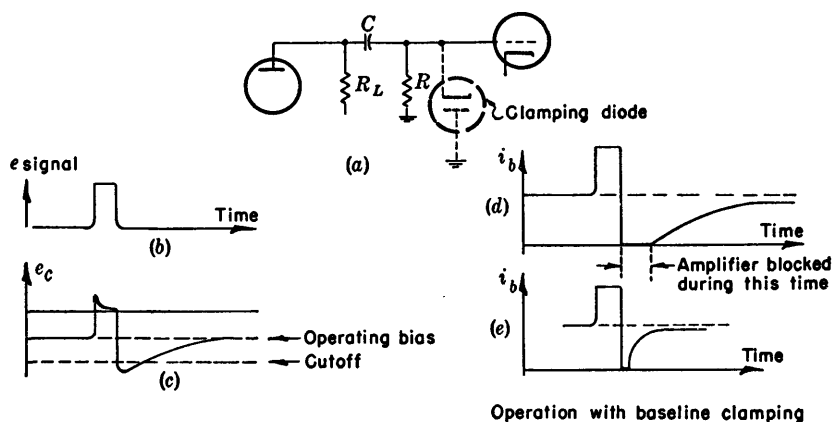 C
R_L
R
Clamping diode
(a)
e signal
Time
(b)
e_c
Operating bias
Cutoff
(c)
i_b
(d)
Time
Amplifier blocked
during this time
i_b
(e)
Time
Operation with baseline clamping